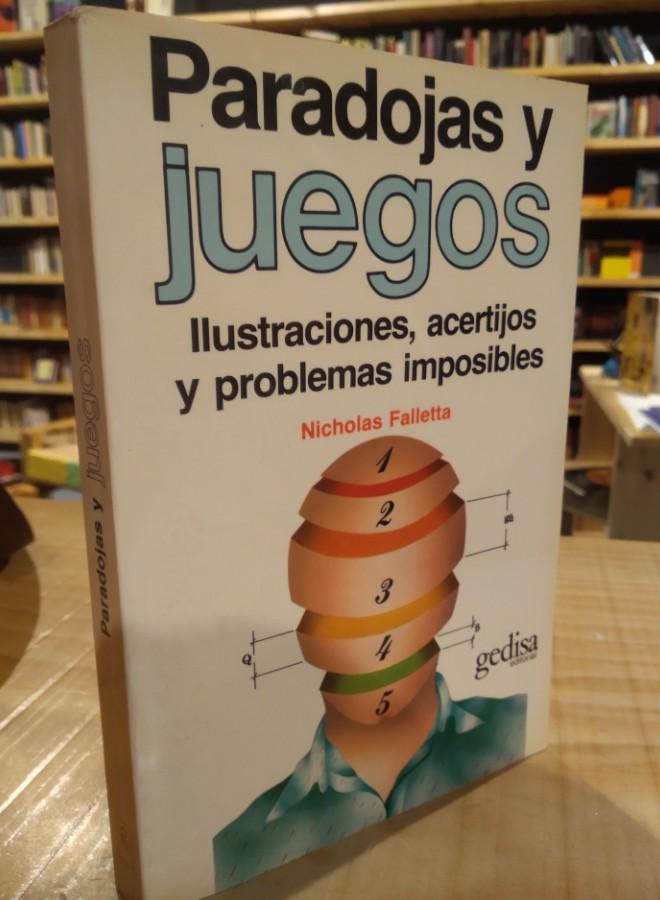 Paradojas y
juegos
Ilustraciones, acertijos
y problemas imposibles
Nicholas Falletta
1
2
3
4
5
m
Q
gedisa
editorial
Paradojas y juegos